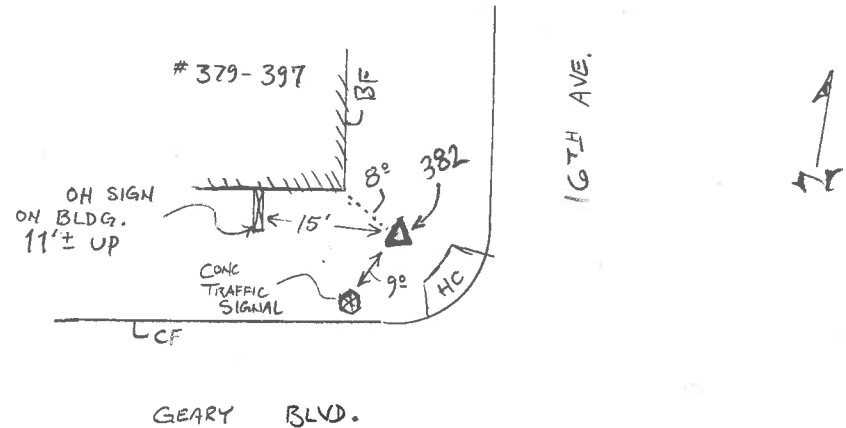 # 379-397
BF
16TH AVE.
8º
382
OH SIGN
ON BLDG.
11'± UP
15'
CONC
TRAFFIC
SIGNAL
9º
HC
CF
GEARY BLVD.